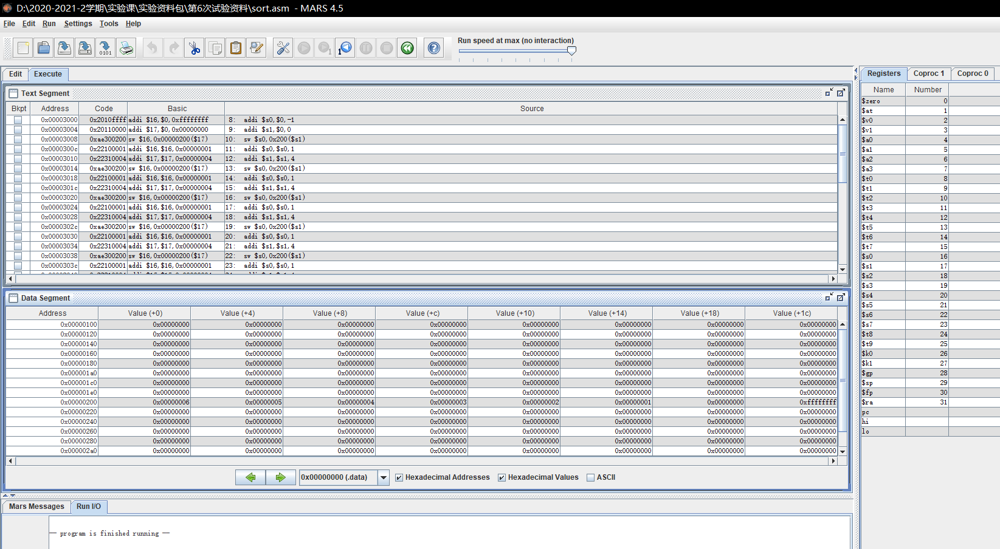 D:\2020-2021-2学期\实验课\实验资料包\第6次试验资料\sort.asm - MARS 4.5
File Edit Run Settings Tools Help
Run speed at max (no interaction)
Edit Execute
Registers Coproc 1 Coproc 0
Text Segment
Bkpt Address Code Basic Source
0x00003000 0x2010ffff addi $16,$0,0xffffffff 8: addi $s0,$0,-1
0x00003004 0x20110000 addi $17,$0,0x00000000 9: addi $s1,$0,0
0x00003008 0xae300200 sw $16,0x00000200($17) 10: sw $s0,0x200($s1)
0x0000300c 0x22100001 addi $16,$16,0x00000001 11: addi $s0,$s0,1
0x00003010 0x22310004 addi $17,$17,0x00000004 12: addi $s1,$s1,4
0x00003014 0xae300200 sw $16,0x00000200($17) 13: sw $s0,0x200($s1)
0x00003018 0x22100001 addi $16,$16,0x00000001 14: addi $s0,$s0,1
0x0000301c 0x22310004 addi $17,$17,0x00000004 15: addi $s1,$s1,4
0x00003020 0xae300200 sw $16,0x00000200($17) 16: sw $s0,0x200($s1)
0x00003024 0x22100001 addi $16,$16,0x00000001 17: addi $s0,$s0,1
0x00003028 0x22310004 addi $17,$17,0x00000004 18: addi $s1,$s1,4
0x0000302c 0xae300200 sw $16,0x00000200($17) 19: sw $s0,0x200($s1)
0x00003030 0x22100001 addi $16,$16,0x00000001 20: addi $s0,$s0,1
0x00003034 0x22310004 addi $17,$17,0x00000004 21: addi $s1,$s1,4
0x00003038 0xae300200 sw $16,0x00000200($17) 22: sw $s0,0x200($s1)
0x0000303c 0x22100001 addi $16,$16,0x00000001 23: addi $s0,$s0,1
Data Segment
Address Value (+0) Value (+4) Value (+8) Value (+c) Value (+10) Value (+14) Value (+18) Value (+1c)
0x00000100 0x00000000 0x00000000 0x00000000 0x00000000 0x00000000 0x00000000 0x00000000 0x00000000
0x00000120 0x00000000 0x00000000 0x00000000 0x00000000 0x00000000 0x00000000 0x00000000 0x00000000
0x00000140 0x00000000 0x00000000 0x00000000 0x00000000 0x00000000 0x00000000 0x00000000 0x00000000
0x00000160 0x00000000 0x00000000 0x00000000 0x00000000 0x00000000 0x00000000 0x00000000 0x00000000
0x00000180 0x00000000 0x00000000 0x00000000 0x00000000 0x00000000 0x00000000 0x00000000 0x00000000
0x000001a0 0x00000000 0x00000000 0x00000000 0x00000000 0x00000000 0x00000000 0x00000000 0x00000000
0x000001c0 0x00000000 0x00000000 0x00000000 0x00000000 0x00000000 0x00000000 0x00000000 0x00000000
0x000001e0 0x00000000 0x00000000 0x00000000 0x00000000 0x00000000 0x00000000 0x00000000 0x00000000
0x00000200 0x00000006 0x00000005 0x00000004 0x00000003 0x00000002 0x00000001 0x00000000 0xffffffff
0x00000220 0x00000000 0x00000000 0x00000000 0x00000000 0x00000000 0x00000000 0x00000000 0x00000000
0x00000240 0x00000000 0x00000000 0x00000000 0x00000000 0x00000000 0x00000000 0x00000000 0x00000000
0x00000260 0x00000000 0x00000000 0x00000000 0x00000000 0x00000000 0x00000000 0x00000000 0x00000000
0x00000280 0x00000000 0x00000000 0x00000000 0x00000000 0x00000000 0x00000000 0x00000000 0x00000000
0x000002a0 0x00000000 0x00000000 0x00000000 0x00000000 0x00000000 0x00000000 0x00000000 0x00000000
0x00000000 (.data) Hexadecimal Addresses Hexadecimal Values ASCII
Mars Messages Run I/O
-- program is finished running --
Name Number
$zero 0
$at 1
$v0 2
$v1 3
$a0 4
$a1 5
$a2 6
$a3 7
$t0 8
$t1 9
$t2 10
$t3 11
$t4 12
$t5 13
$t6 14
$t7 15
$s0 16
$s1 17
$s2 18
$s3 19
$s4 20
$s5 21
$s6 22
$s7 23
$t8 24
$t9 25
$k0 26
$k1 27
$gp 28
$sp 29
$fp 30
$ra 31
pc
hi
lo